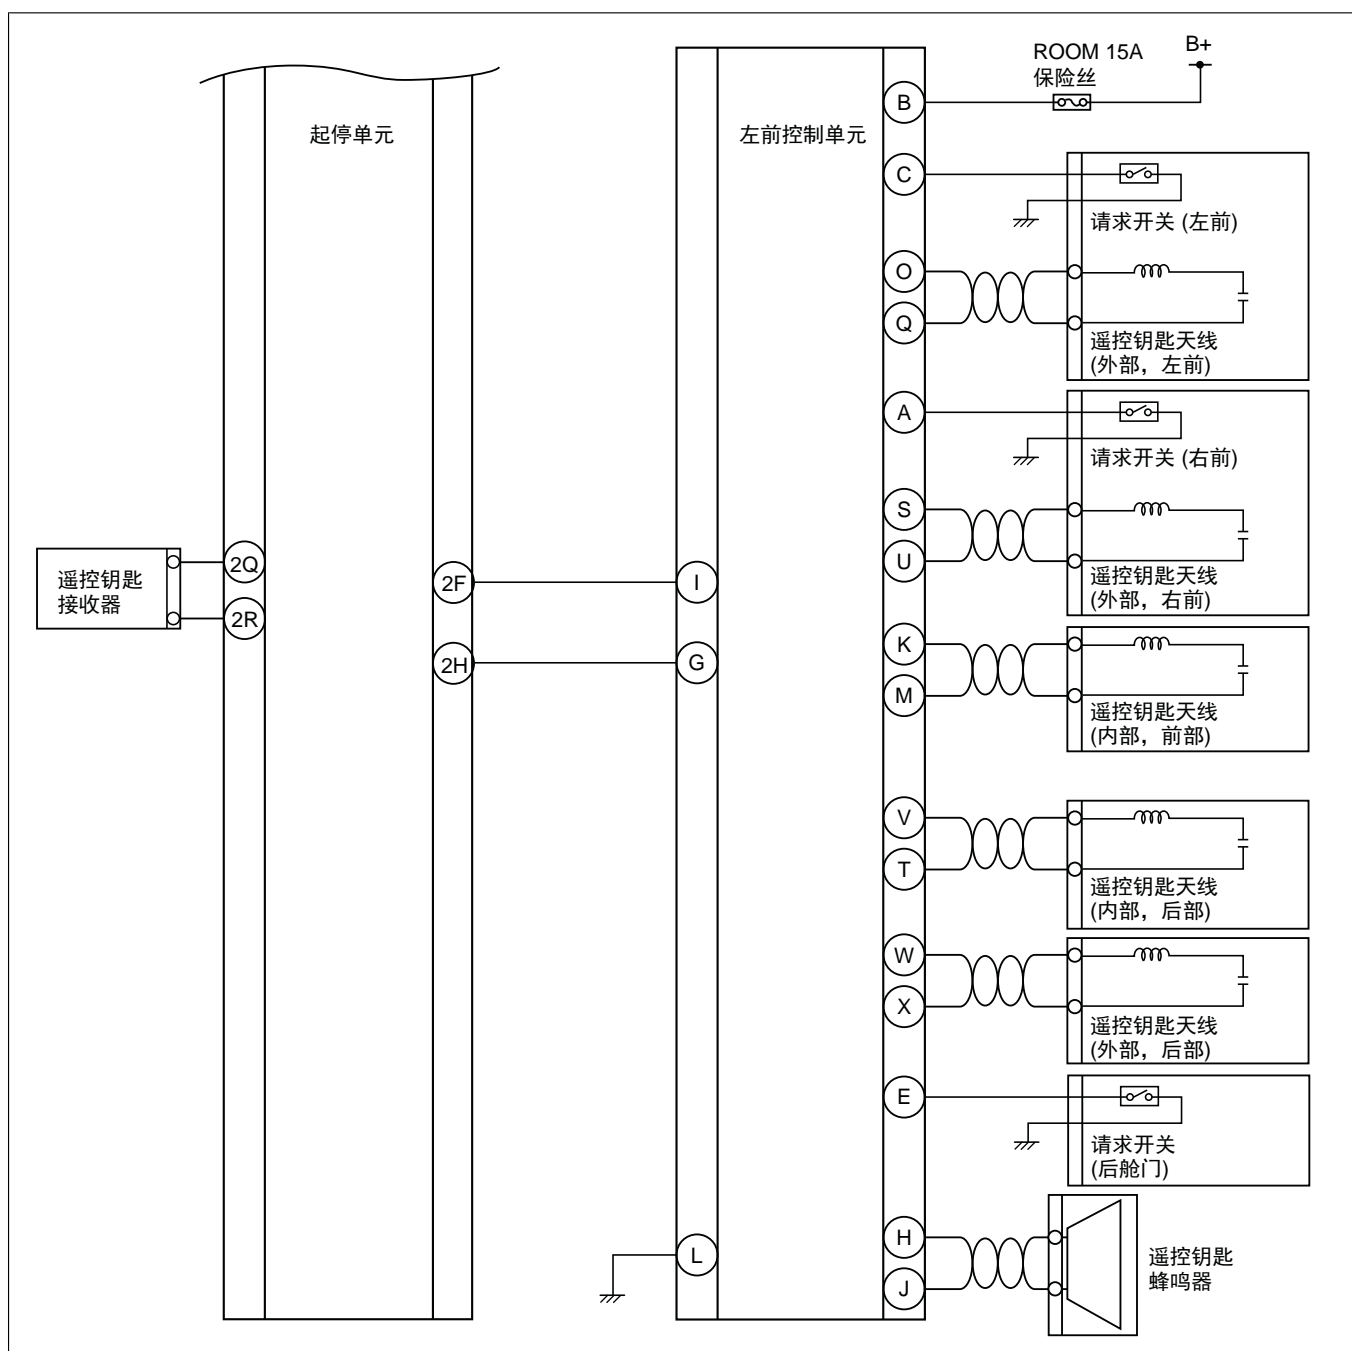 ROOM 15A
保险丝
B+
起停单元
左前控制单元
B
C
请求开关 (左前)
O
Q
遥控钥匙天线
(外部，左前)
A
请求开关 (右前)
S
U
遥控钥匙天线
(外部，右前)
遥控钥匙
接收器
2Q
2R
2F
I
2H
G
K
M
遥控钥匙天线
(内部，前部)
V
T
遥控钥匙天线
(内部，后部)
W
X
遥控钥匙天线
(外部，后部)
E
请求开关
(后舱门)
L
H
J
遥控钥匙
蜂鸣器